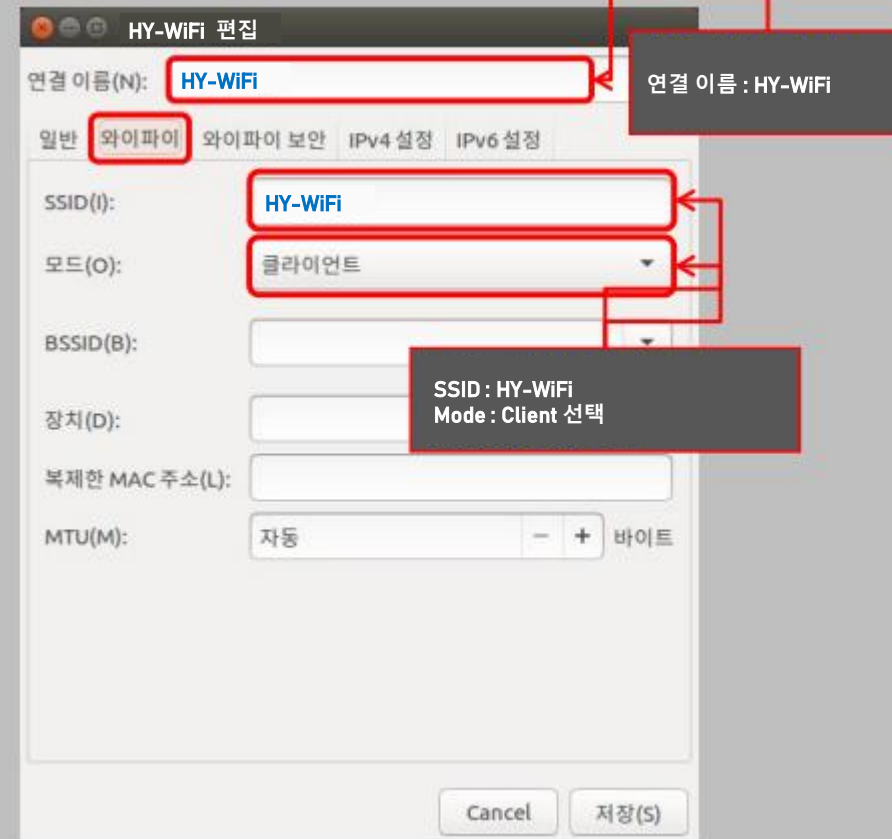 HY-WiFi 편집
연결 이름(N): HY-WiFi
연결 이름 : HY-WiFi
일반 와이파이 와이파이 보안 IPv4 설정 IPv6 설정
SSID(I): HY-WiFi
모드(O): 클라이언트
BSSID(B):
SSID : HY-WiFi
Mode : Client 선택
장치(D):
복제한 MAC 주소(L):
MTU(M): 자동 − + 바이트
Cancel 저장(S)